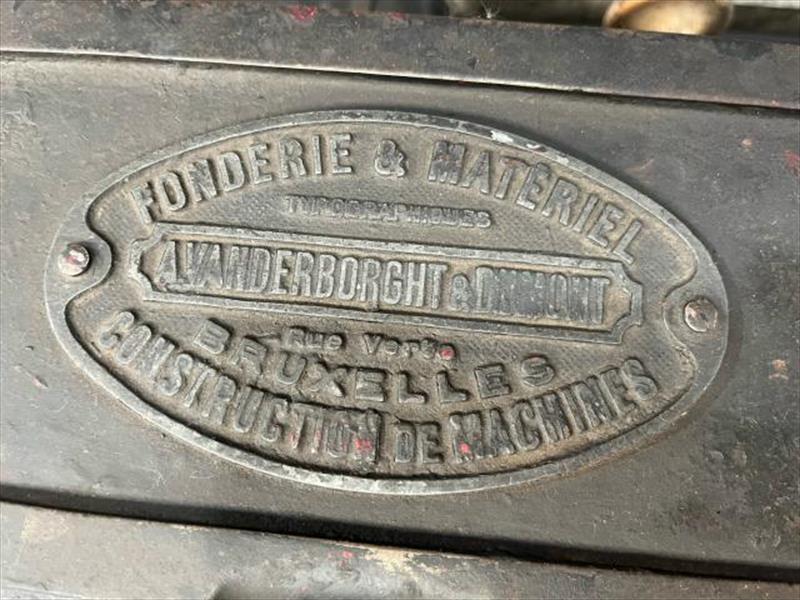 FONDERIE & MATÉRIEL
TYPOGRAPHIQUES
A.VANDERBORGHT & DUMONT
Rue Verte
BRUXELLES
CONSTRUCTION DE MACHINES